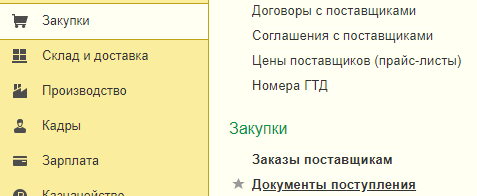 Закупки
Склад и доставка
Производство
Кадры
Зарплата
Казначейство
Договоры с поставщиками
Соглашения с поставщиками
Цены поставщиков (прайс-листы)
Номера ГТД
Закупки
Заказы поставщикам
Документы поступления